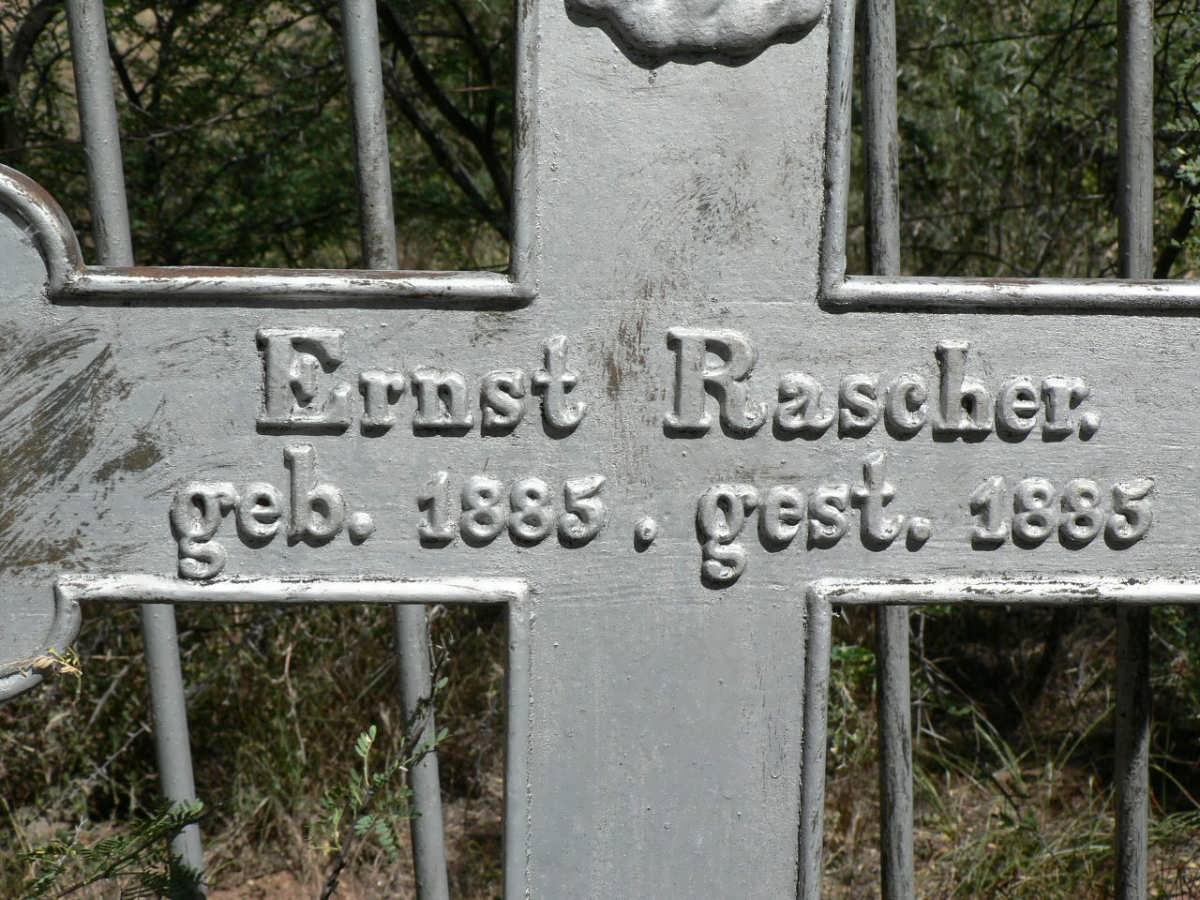 Ernst Rascher.
geb. 1885. gest. 1885